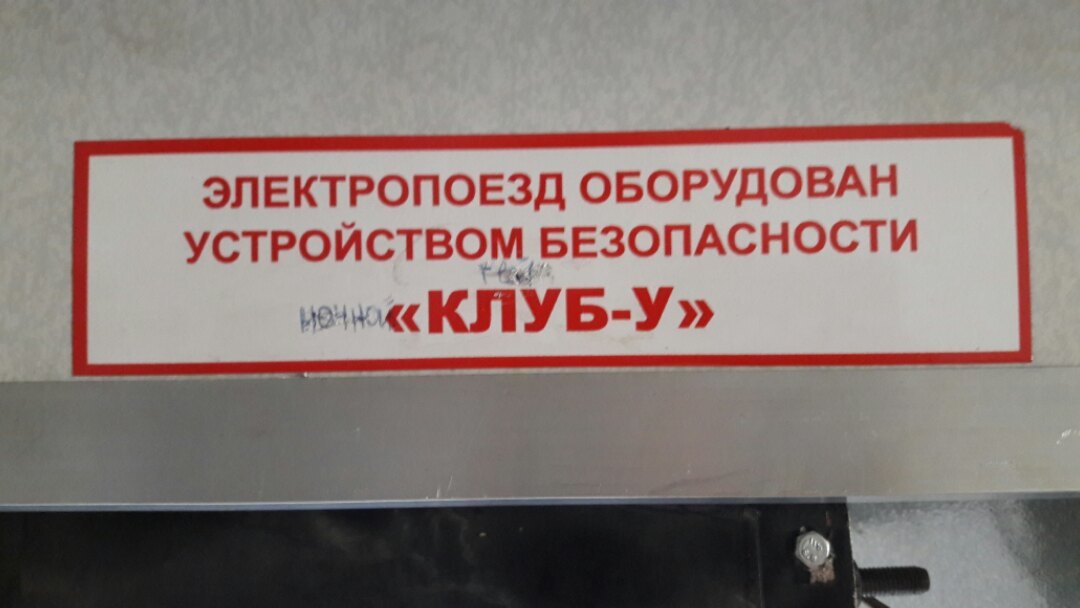 ЭЛЕКТРОПОЕЗД ОБОРУДОВАН
УСТРОЙСТВОМ БЕЗОПАСНОСТИ
ночной «КЛУБ-У»